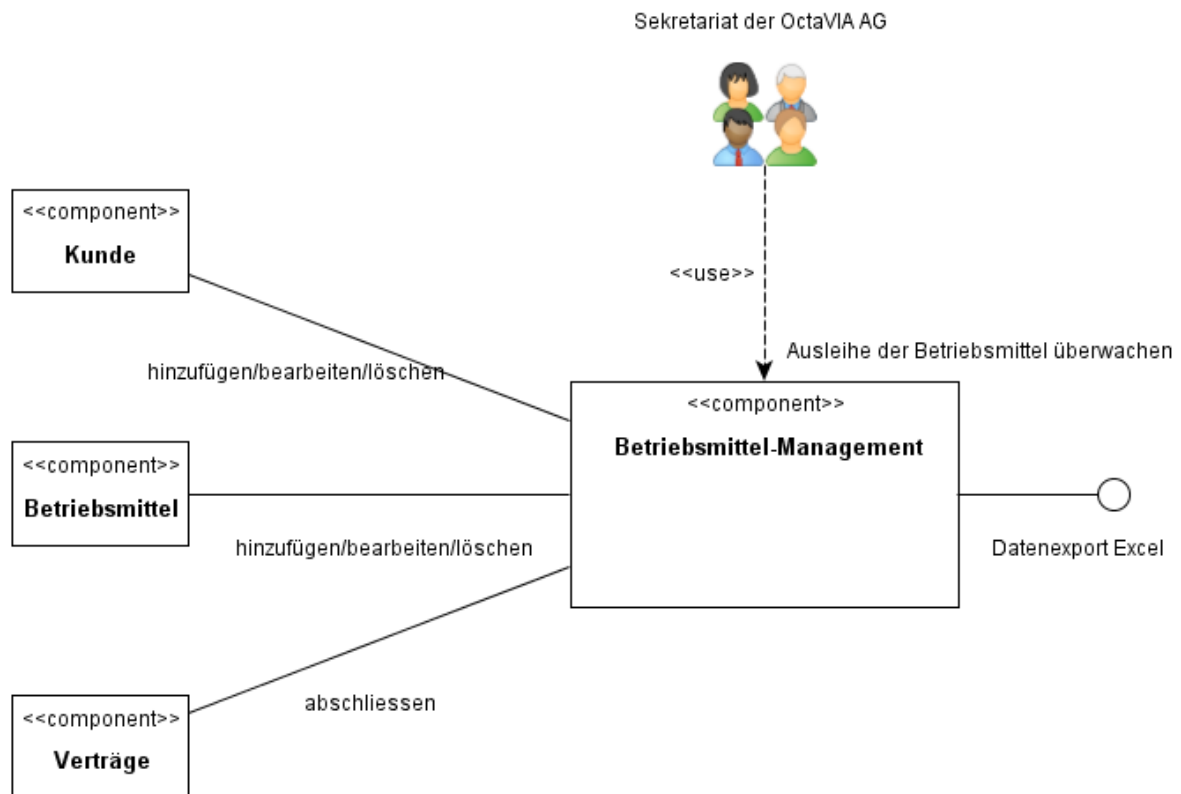 Sekretariat der OctaVIA AG
<<component>>
Kunde
<<use>>
Ausleihe der Betriebsmittel überwachen
hinzufügen/bearbeiten/löschen
<<component>>
Betriebsmittel-Management
<<component>>
Betriebsmittel
hinzufügen/bearbeiten/löschen
Datenexport Excel
abschliessen
<<component>>
Verträge